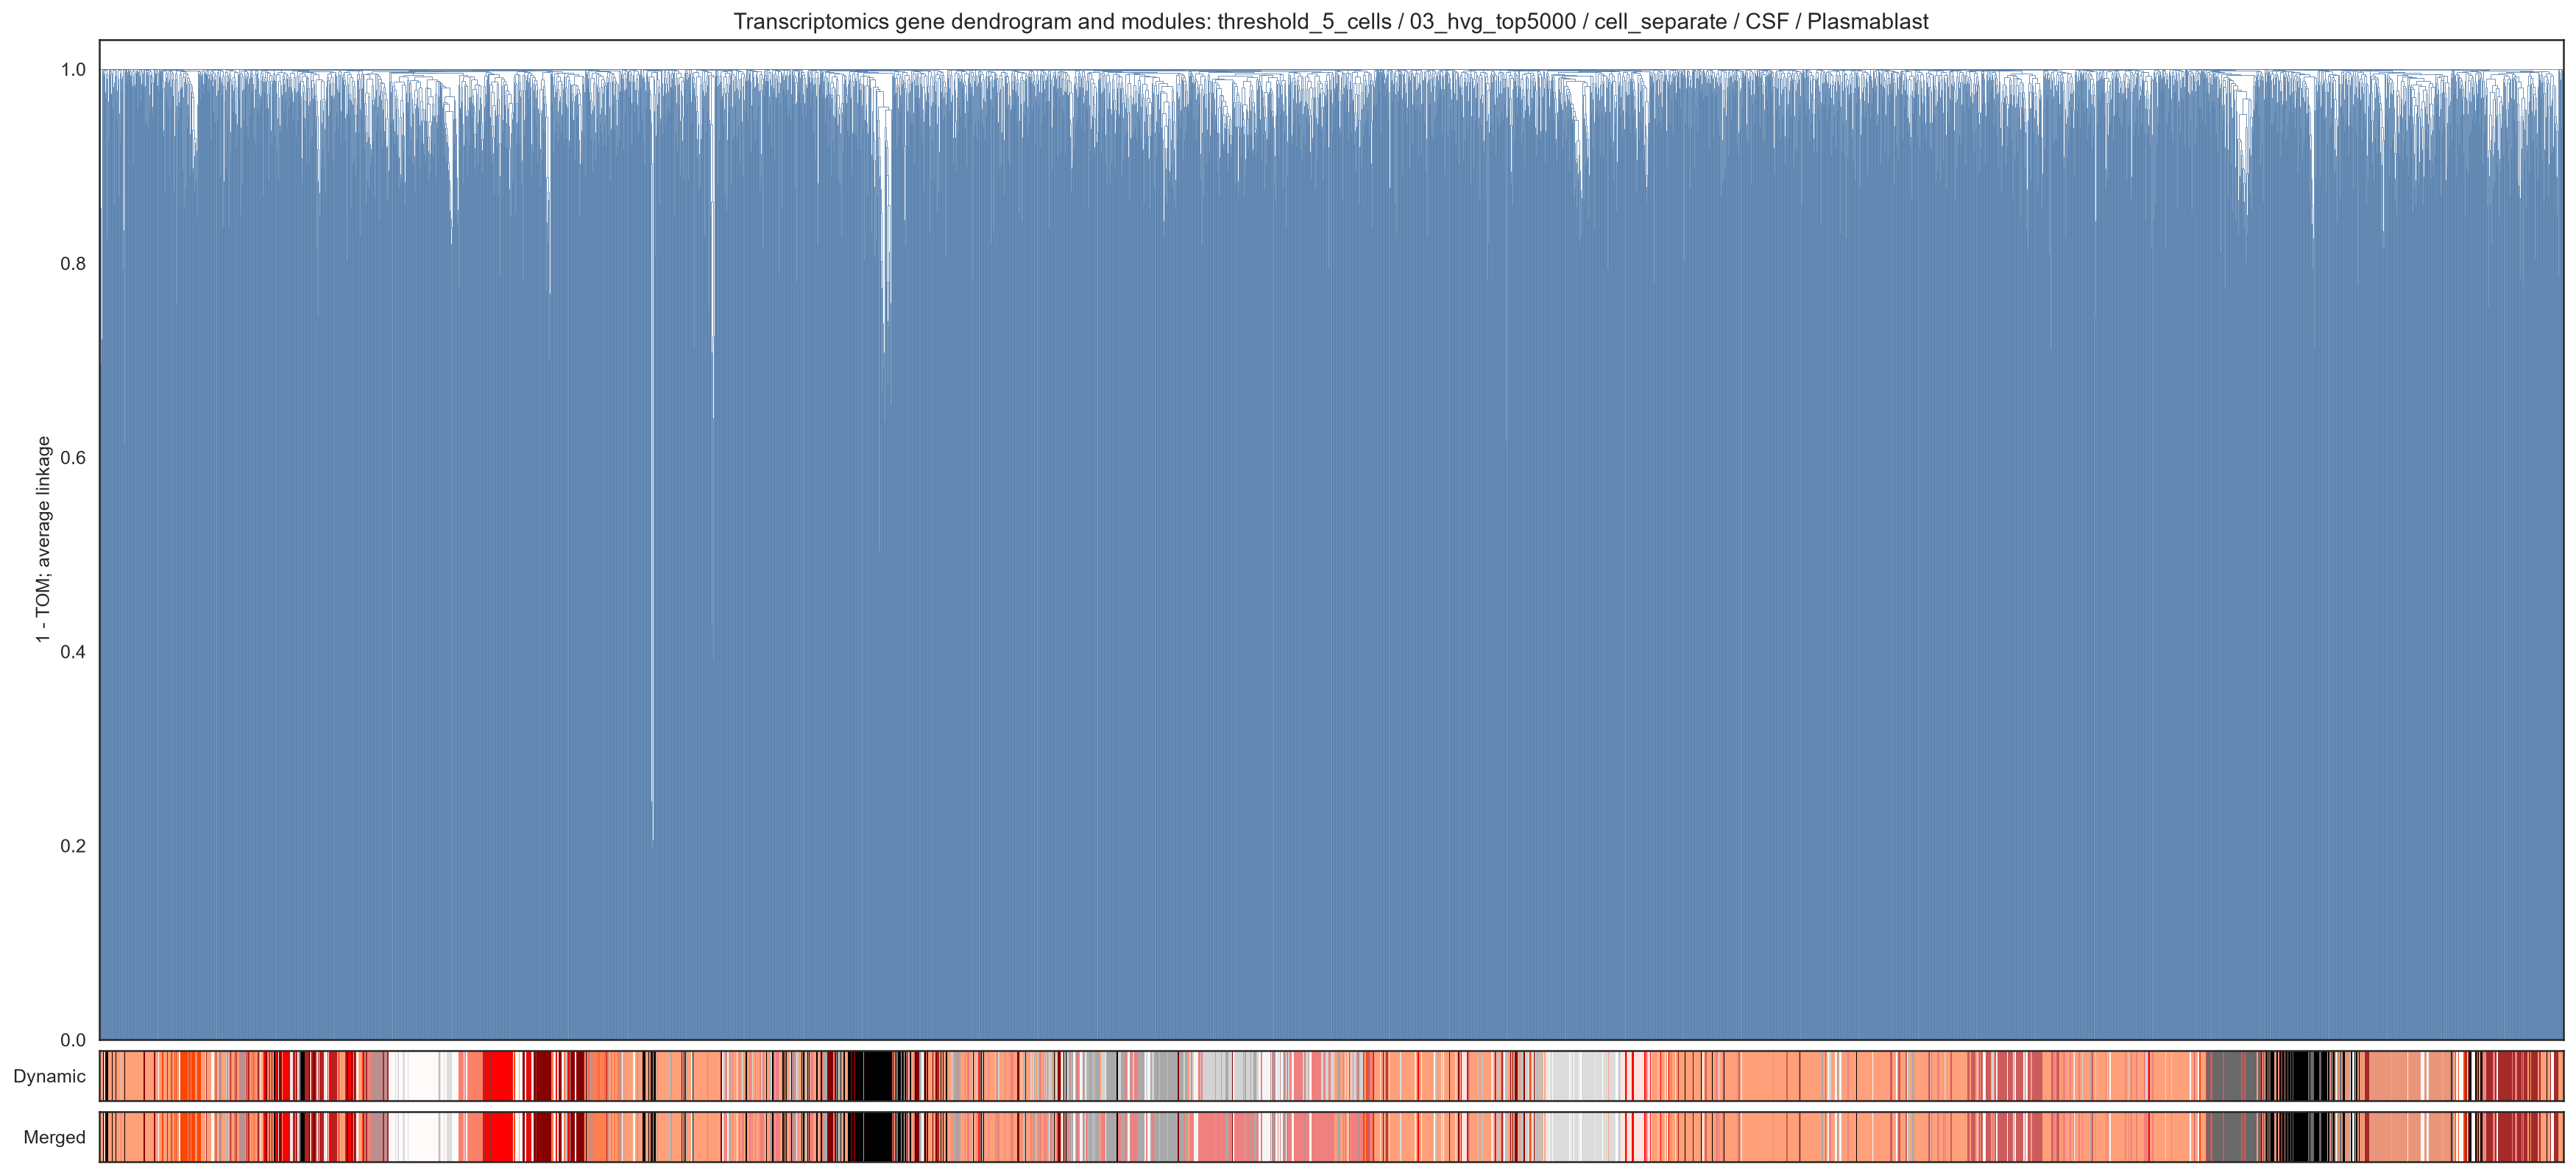 Transcriptomics gene dendrogram and modules: threshold_5_cells / 03_hvg_top5000 / cell_separate / CSF / Plasmablast
1.0
0.8
0.6
0.4
0.2
0.0
1 - TOM; average linkage
Dynamic
Merged